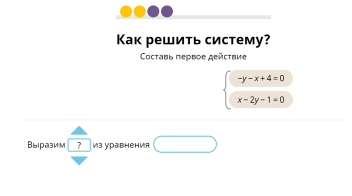 Как решить систему?
Составь первое действие
−y − x + 4 = 0
x − 2y − 1 = 0
Выразим ? из уравнения